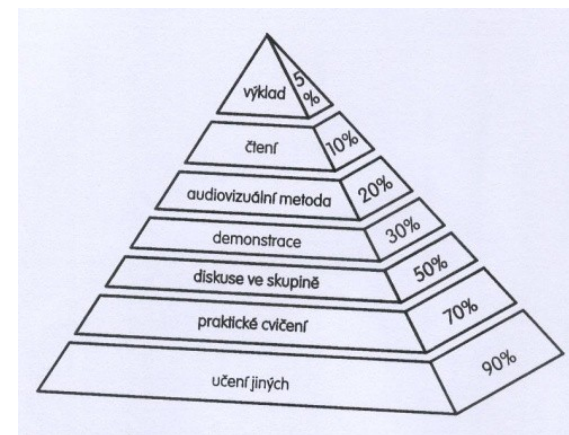 výklad 5 %
čtení 10%
audiovizuální metoda 20%
demonstrace 30%
diskuse ve skupině 50%
praktické cvičení 70%
učení jiných 90%